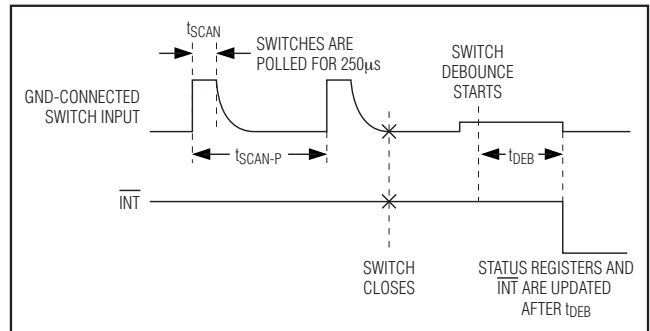 tSCAN
SWITCHES ARE
POLLED FOR 250µs
SWITCH
DEBOUNCE
STARTS
GND-CONNECTED
SWITCH INPUT
tSCAN-P
tDEB
INT
SWITCH
CLOSES
STATUS REGISTERS AND
INT ARE UPDATED
AFTER tDEB